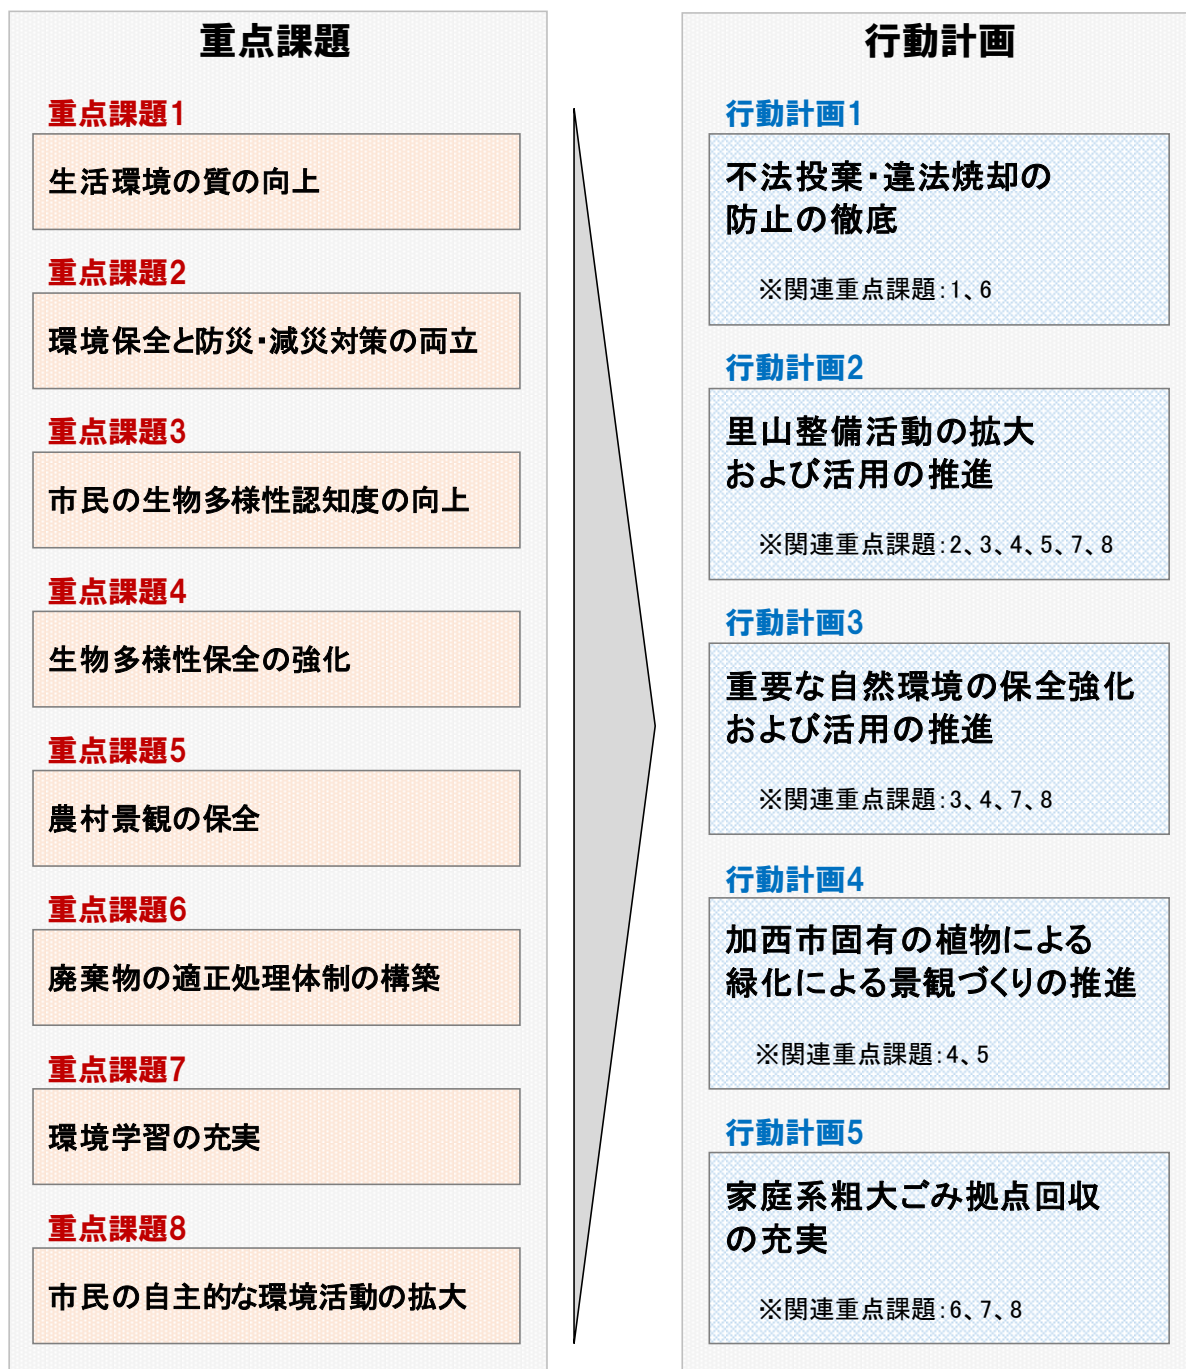 重点課題
重点課題1
生活環境の質の向上
重点課題2
環境保全と防災・減災対策の両立
重点課題3
市民の生物多様性認知度の向上
重点課題4
生物多様性保全の強化
重点課題5
農村景観の保全
重点課題6
廃棄物の適正処理体制の構築
重点課題7
環境学習の充実
重点課題8
市民の自主的な環境活動の拡大
行動計画
行動計画1
不法投棄・違法焼却の
防止の徹底
※関連重点課題：1、6
行動計画2
里山整備活動の拡大
および活用の推進
※関連重点課題：2、3、4、5、7、8
行動計画3
重要な自然環境の保全強化
および活用の推進
※関連重点課題：3、4、7、8
行動計画4
加西市固有の植物による
緑化による景観づくりの推進
※関連重点課題：4、5
行動計画5
家庭系粗大ごみ拠点回収
の充実
※関連重点課題：6、7、8